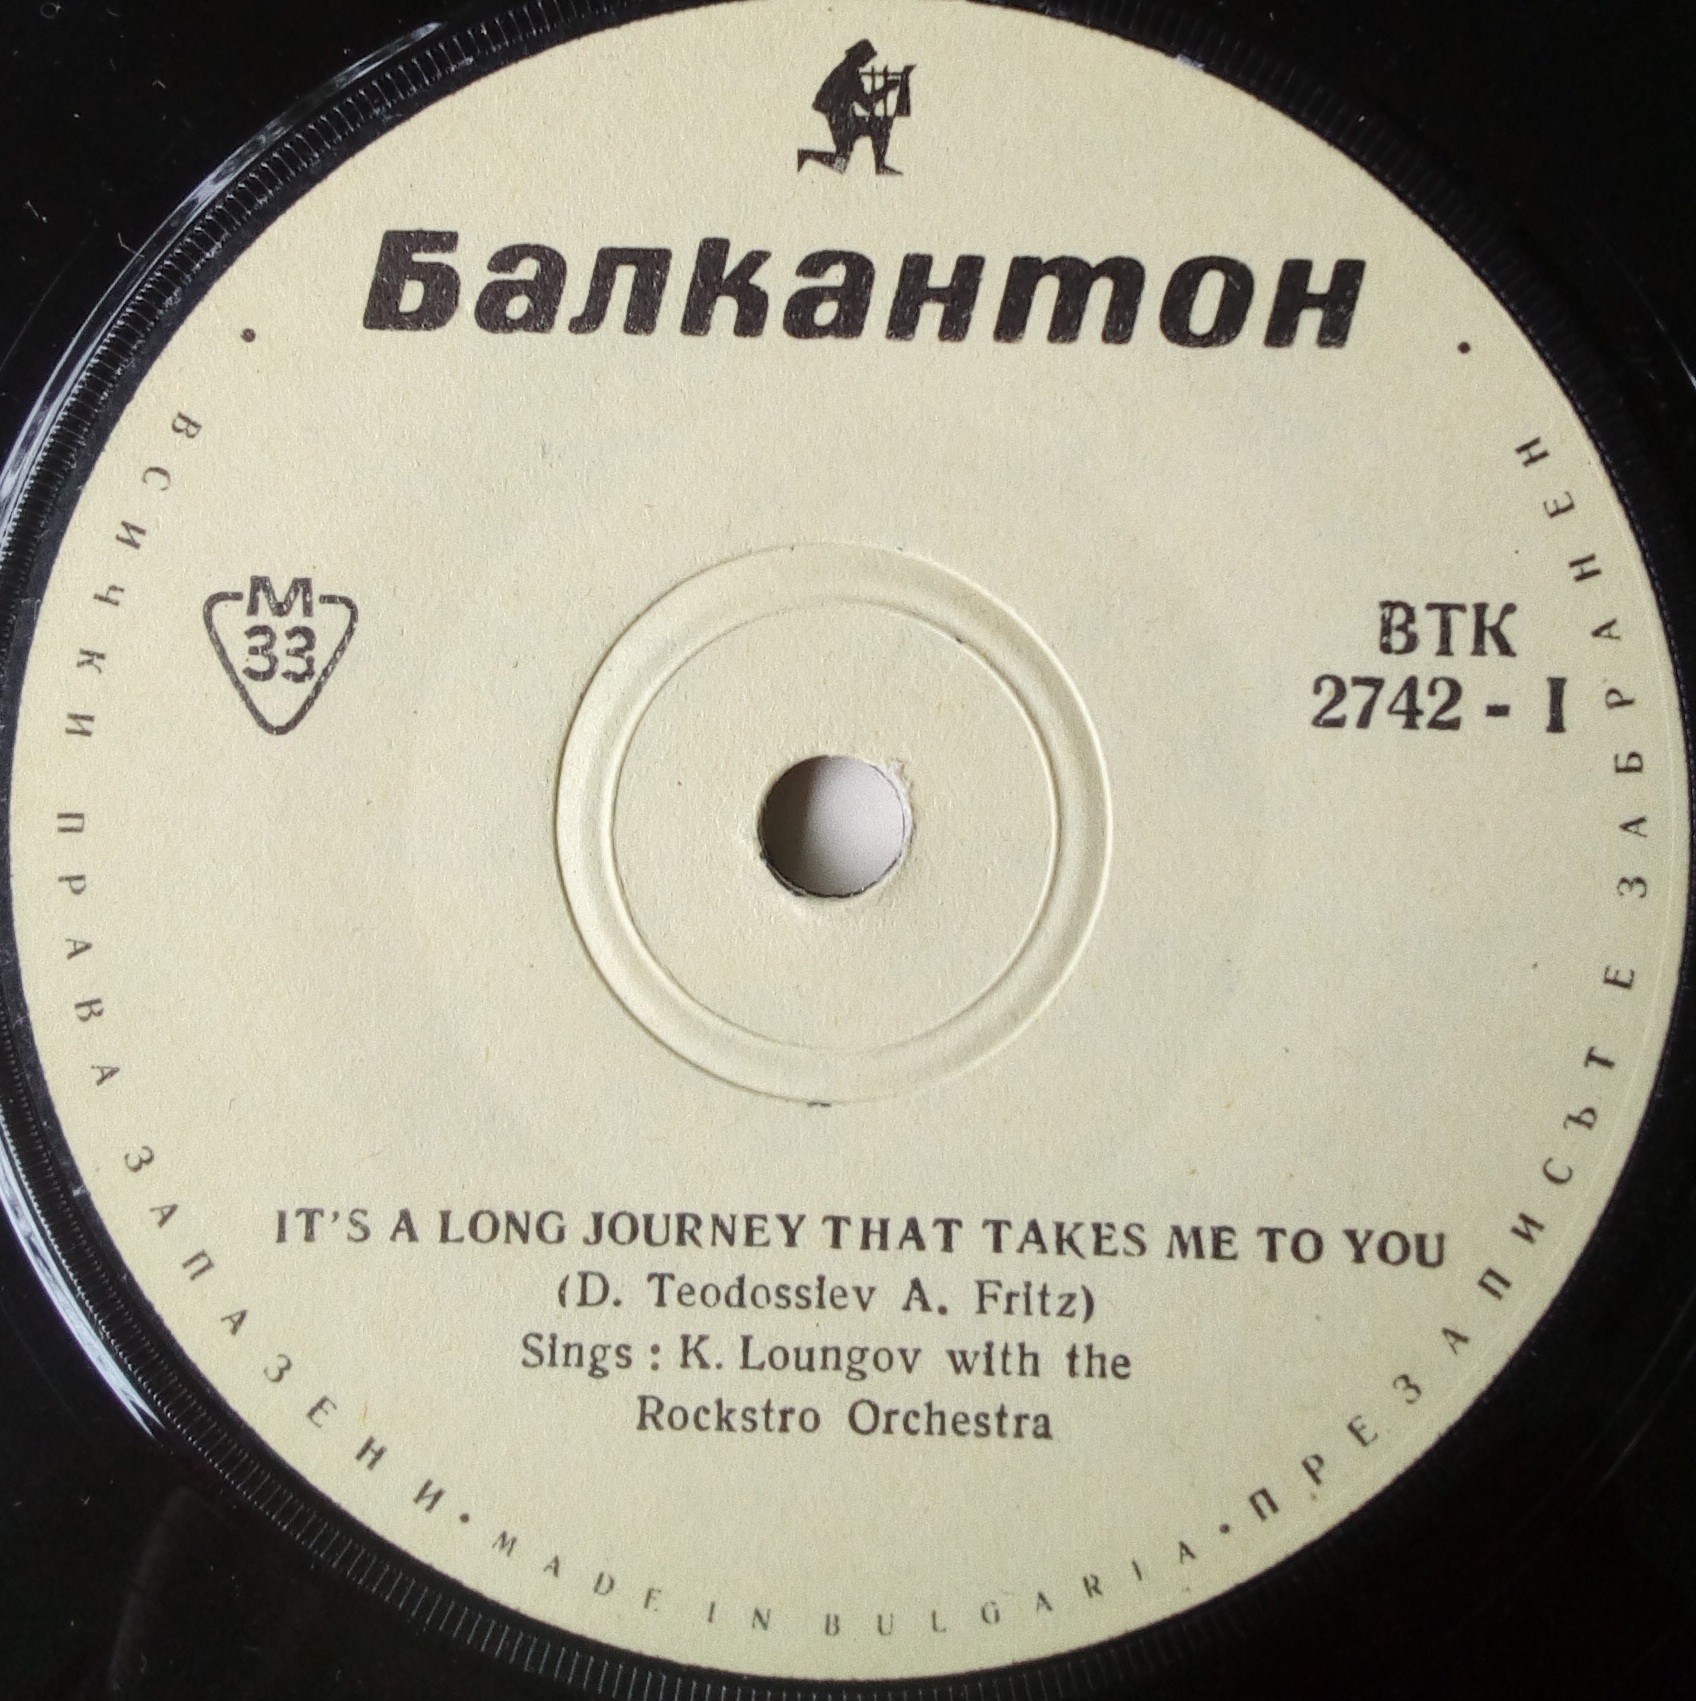 Балкантон
М
33
ВТК
2742 - I
IT'S A LONG JOURNEY THAT TAKES ME TO YOU
(D. Teodossiev A. Fritz)
Sings : K. Loungov with the
Rockstro Orchestra
• ВСИЧКИ ПРАВА ЗАПАЗЕНИ • MADE IN BULGARIA • ПРЕЗАПИСЪТ Е ЗАБРАНЕН •